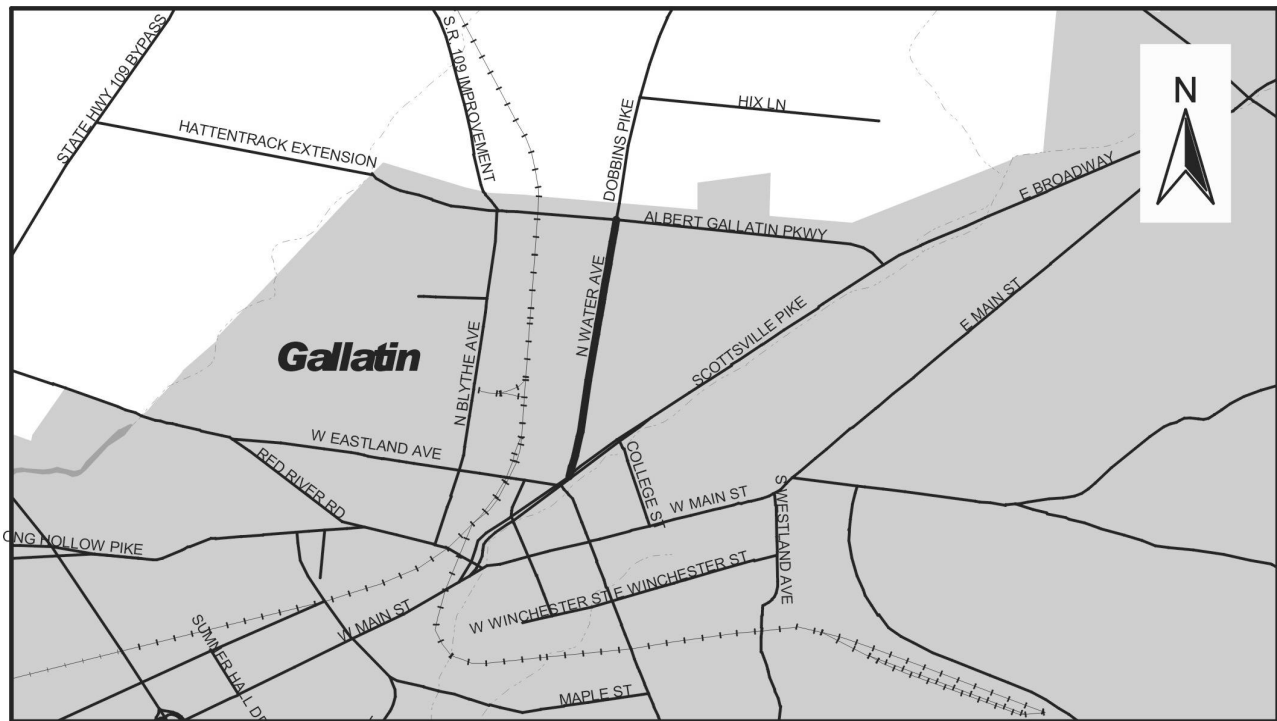 STATE HWY 109 BYPASS
S.R. 109 IMPROVEMENT
N
HIX LN
HATTENTRACK EXTENSION
DOBBINS PIKE
E BROADWAY
ALBERT GALLATIN PKWY
N WATER AVE
E MAIN ST
SCOTTSVILLE PIKE
Gallatin
N BLYTHE AVE
W EASTLAND AVE
RED RIVER RD
COLLEGE ST
W MAIN ST
S WESTLAND AVE
ONG HOLLOW PIKE
W WINCHESTER ST E WINCHESTER ST
W MAIN ST
SUMNER HALL DR
MAPLE ST